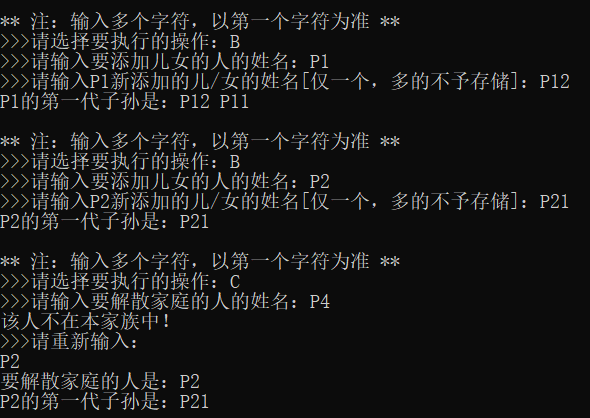 ** 注: 输入多个字符，以第一个字符为准 **
>>>请选择要执行的操作: B
>>>请输入要添加儿女的人的姓名: P1
>>>请输入P1新添加的儿/女的姓名[仅一个，多的不予存储]: P12
P1的第一代子孙是: P12 P11
** 注: 输入多个字符，以第一个字符为准 **
>>>请选择要执行的操作: B
>>>请输入要添加儿女的人的姓名: P2
>>>请输入P2新添加的儿/女的姓名[仅一个，多的不予存储]: P21
P2的第一代子孙是: P21
** 注: 输入多个字符，以第一个字符为准 **
>>>请选择要执行的操作: C
>>>请输入要解散家庭的人的姓名: P4
该人不在本家族中!
>>>请重新输入:
P2
要解散家庭的人是: P2
P2的第一代子孙是: P21